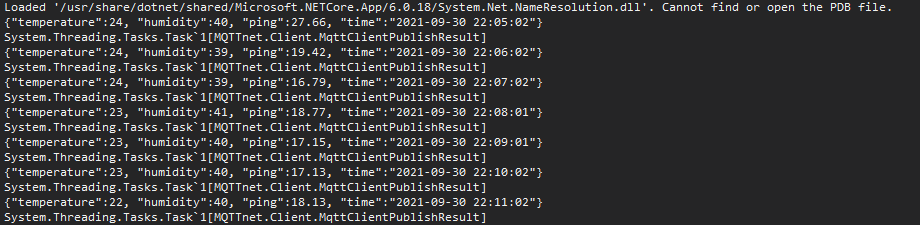 Loaded '/usr/share/dotnet/shared/Microsoft.NETCore.App/6.0.18/System.Net.NameResolution.dll'. Cannot find or open the PDB file.
{"temperature":24, "humidity":40, "ping":27.66, "time":"2021-09-30 22:05:02"}
System.Threading.Tasks.Task`1[MQTTnet.Client.MqttClientPublishResult]
{"temperature":24, "humidity":39, "ping":19.42, "time":"2021-09-30 22:06:02"}
System.Threading.Tasks.Task`1[MQTTnet.Client.MqttClientPublishResult]
{"temperature":24, "humidity":39, "ping":16.79, "time":"2021-09-30 22:07:02"}
System.Threading.Tasks.Task`1[MQTTnet.Client.MqttClientPublishResult]
{"temperature":23, "humidity":41, "ping":18.77, "time":"2021-09-30 22:08:01"}
System.Threading.Tasks.Task`1[MQTTnet.Client.MqttClientPublishResult]
{"temperature":23, "humidity":40, "ping":17.15, "time":"2021-09-30 22:09:01"}
System.Threading.Tasks.Task`1[MQTTnet.Client.MqttClientPublishResult]
{"temperature":23, "humidity":40, "ping":17.13, "time":"2021-09-30 22:10:02"}
System.Threading.Tasks.Task`1[MQTTnet.Client.MqttClientPublishResult]
{"temperature":22, "humidity":40, "ping":18.13, "time":"2021-09-30 22:11:02"}
System.Threading.Tasks.Task`1[MQTTnet.Client.MqttClientPublishResult]